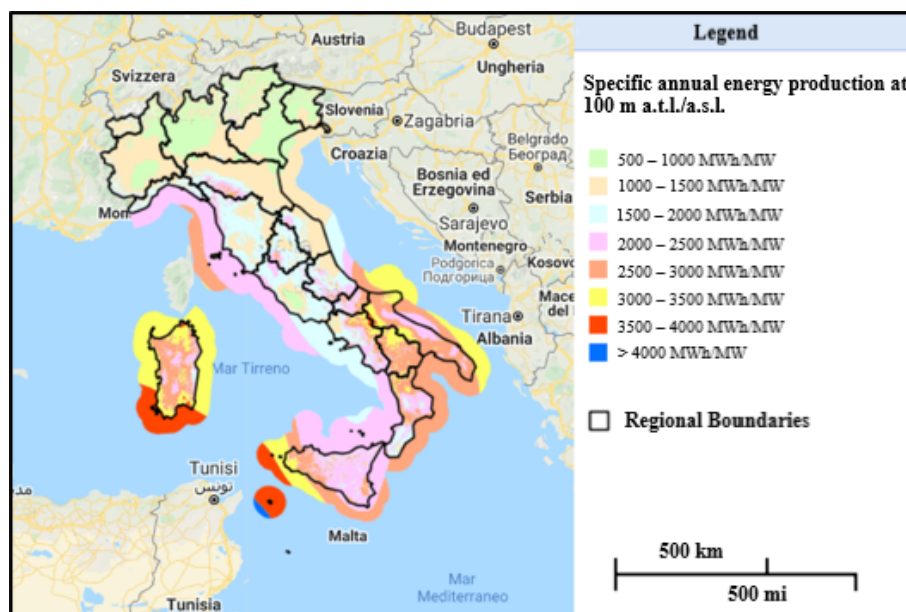 Austria
Budapest
Ungheria
Svizzera
Slovenia
Zagabria
Croazia
Belgrado
Београд
Bosnia ed
Erzegovina
Serbia
Sarajevo
Mon
Montenegro
Podgorica
Подгорица
Kosovo
Mace
del
Tirana
Albania
Mar Tirreno
Tunisi
تونس
Malta
Mar
Mediterraneo
Tunisia
Legend
Specific annual energy production at
100 m a.t.l./a.s.l.
500 – 1000 MWh/MW
1000 – 1500 MWh/MW
1500 – 2000 MWh/MW
2000 – 2500 MWh/MW
2500 – 3000 MWh/MW
3000 – 3500 MWh/MW
3500 – 4000 MWh/MW
> 4000 MWh/MW
Regional Boundaries
500 km
500 mi